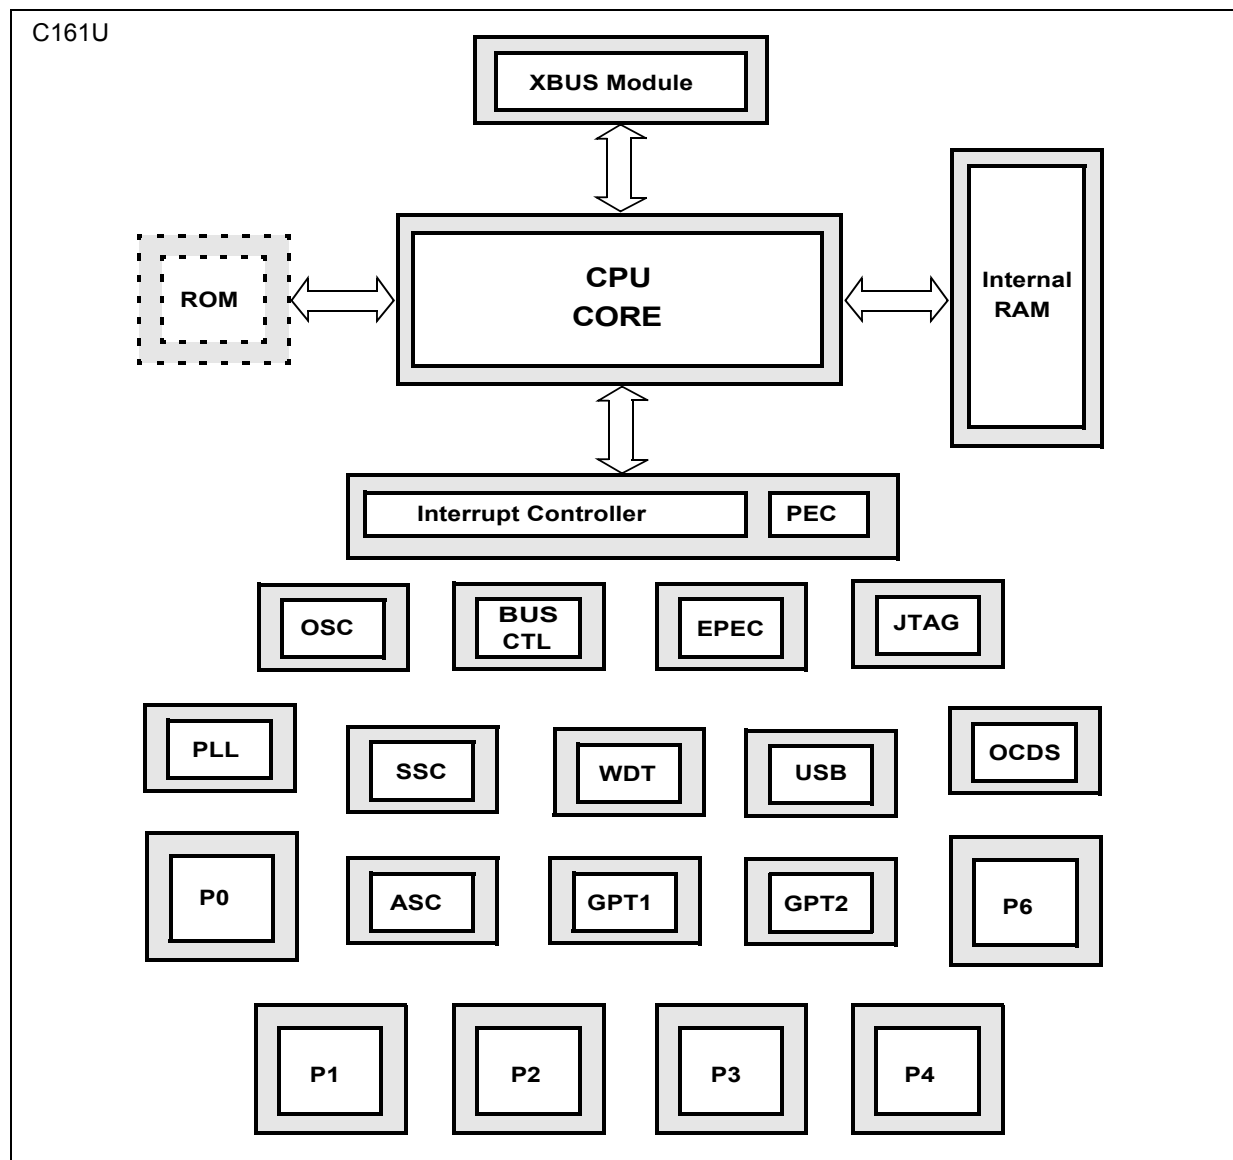 C161U
XBUS Module
ROM
CPU
CORE
Internal
RAM
Interrupt Controller
PEC
OSC
BUS
CTL
EPEC
JTAG
PLL
SSC
WDT
USB
OCDS
P0
ASC
GPT1
GPT2
P6
P1
P2
P3
P4